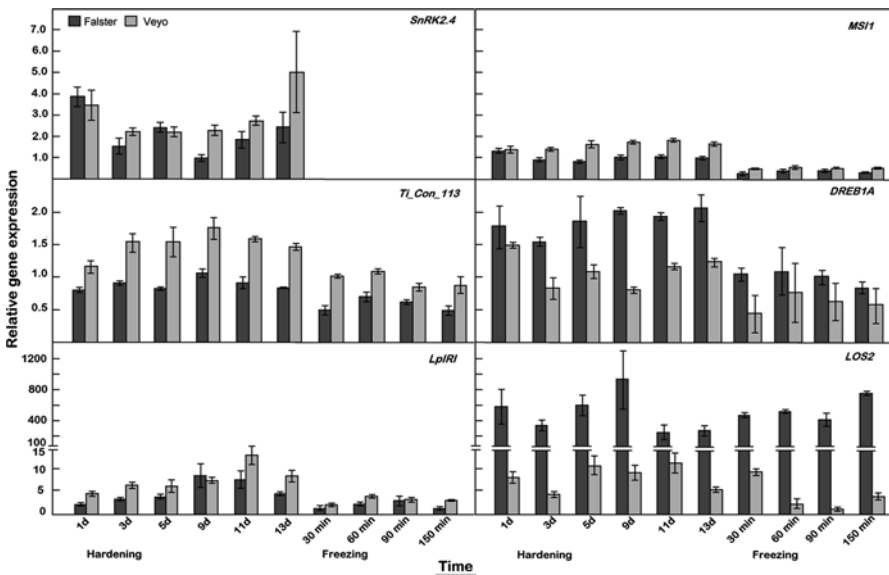 Falster Veyo SnRK2.4
7.0
6.0
5.0
4.0
3.0
2.0
1.0
MSI1
Ti_Con_113
2.0
1.5
1.0
0.5
DREB1A
LpIRI
1200
800
400
100
15
10
5
0
LOS2
Relative gene expression
1d 3d 5d 9d 11d 13d 30 min 60 min 90 min 150 min
Hardening Freezing
1d 3d 5d 9d 11d 13d 30 min 60 min 90 min 150 min
Hardening Freezing
Time